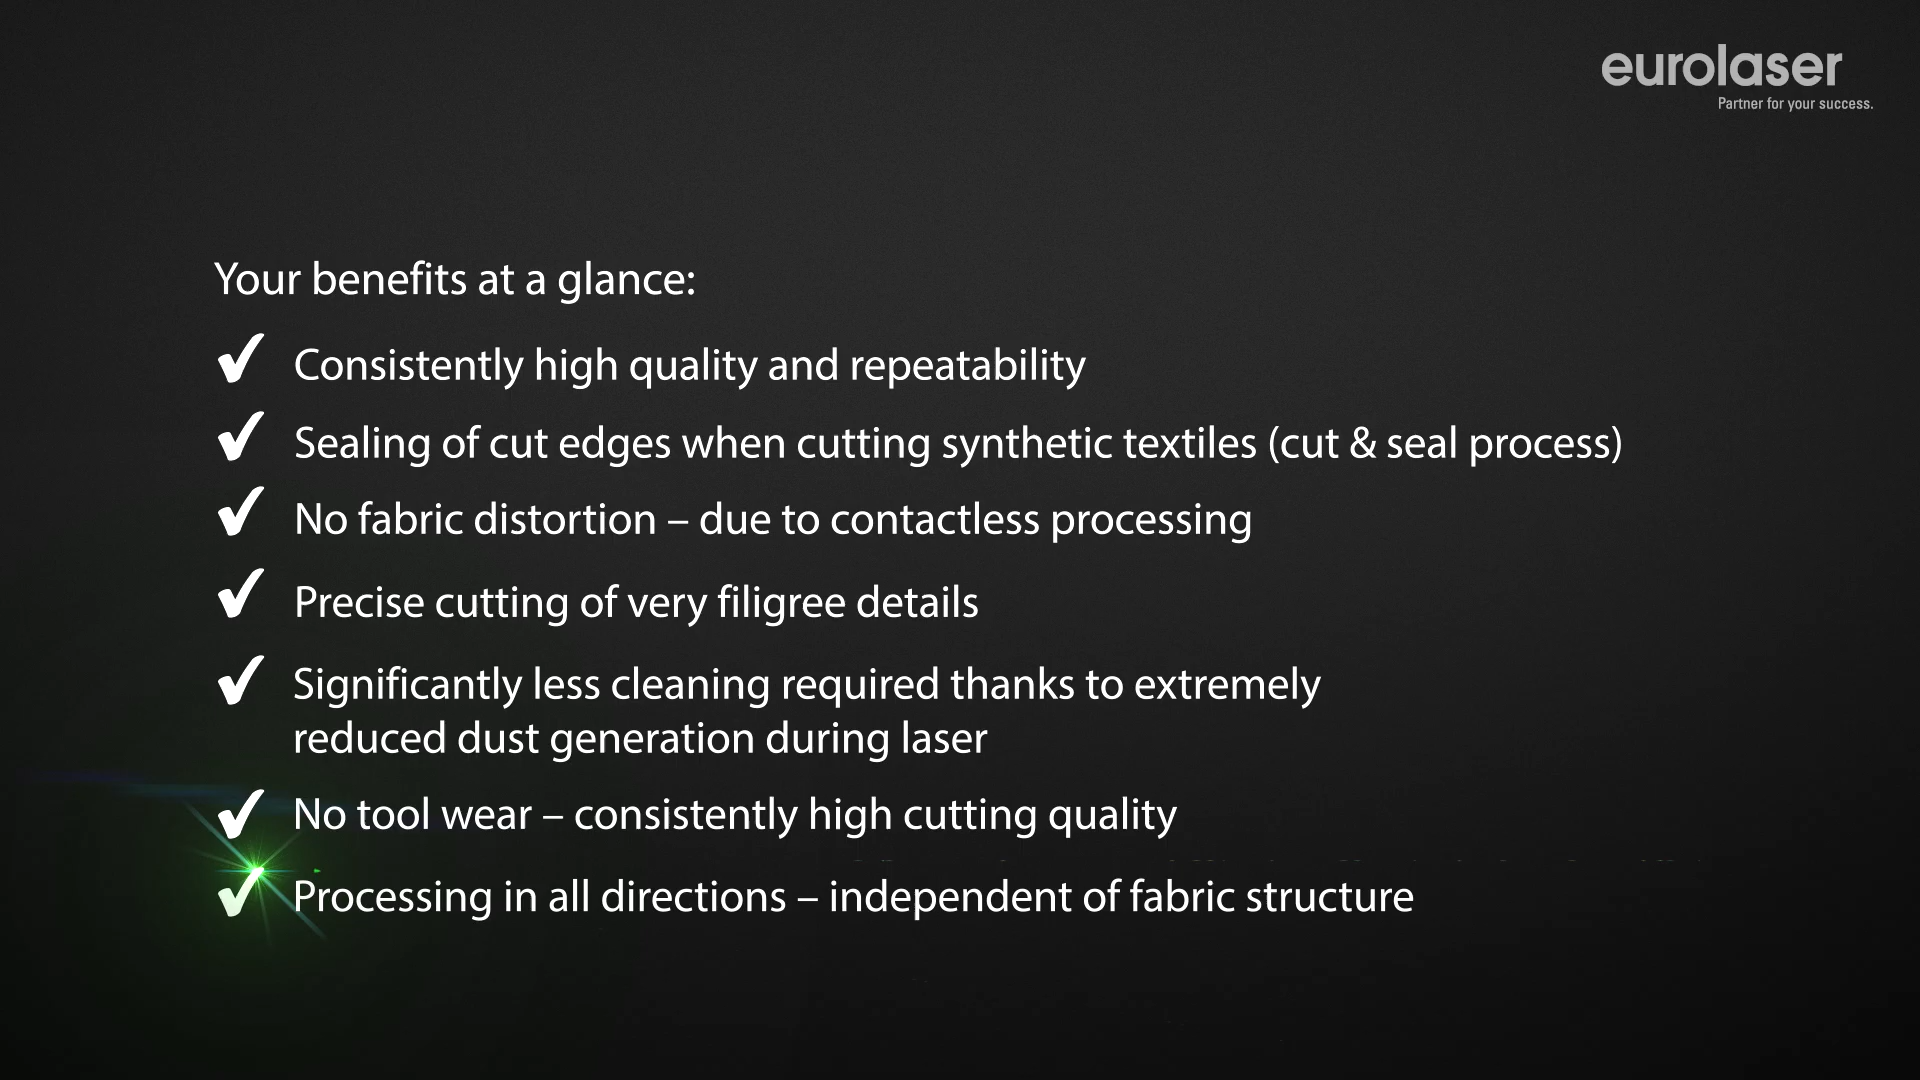 eurolaser
Partner for your success.
Your benefits at a glance:
✔ Consistently high quality and repeatability
✔ Sealing of cut edges when cutting synthetic textiles (cut & seal process)
✔ No fabric distortion – due to contactless processing
✔ Precise cutting of very filigree details
✔ Significantly less cleaning required thanks to extremely
reduced dust generation during laser
✔ No tool wear – consistently high cutting quality
✔ Processing in all directions – independent of fabric structure